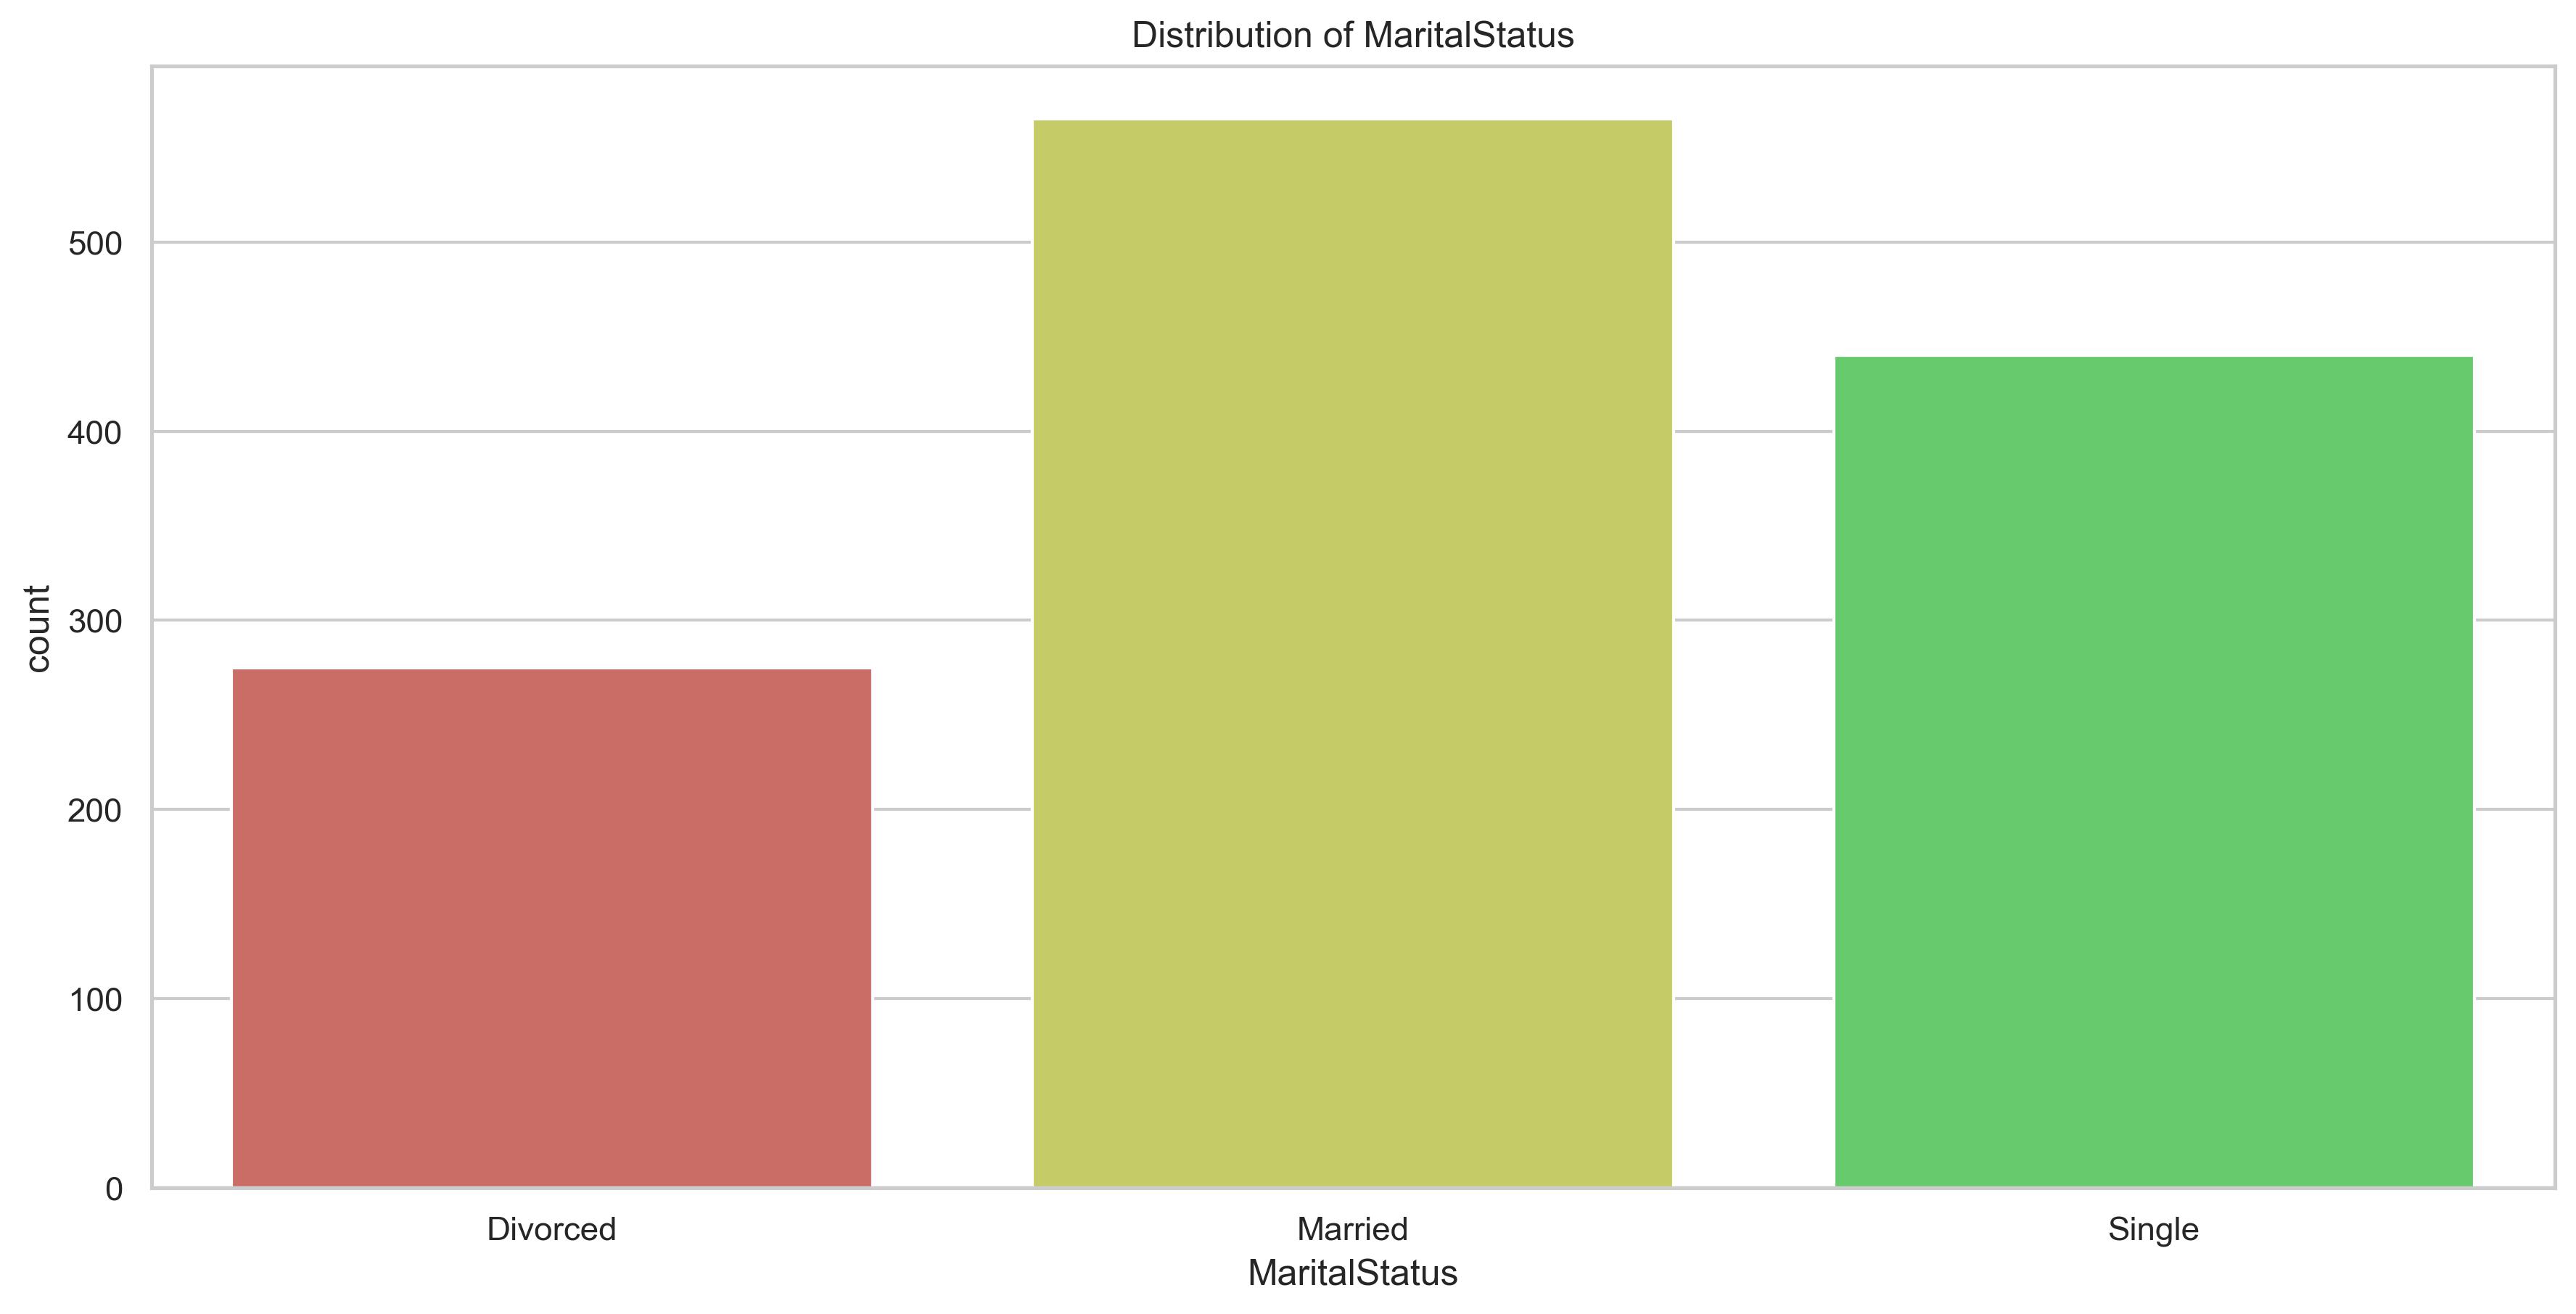 Distribution of MaritalStatus
500
400
300
200
100
0
count
Divorced
Married
Single
MaritalStatus